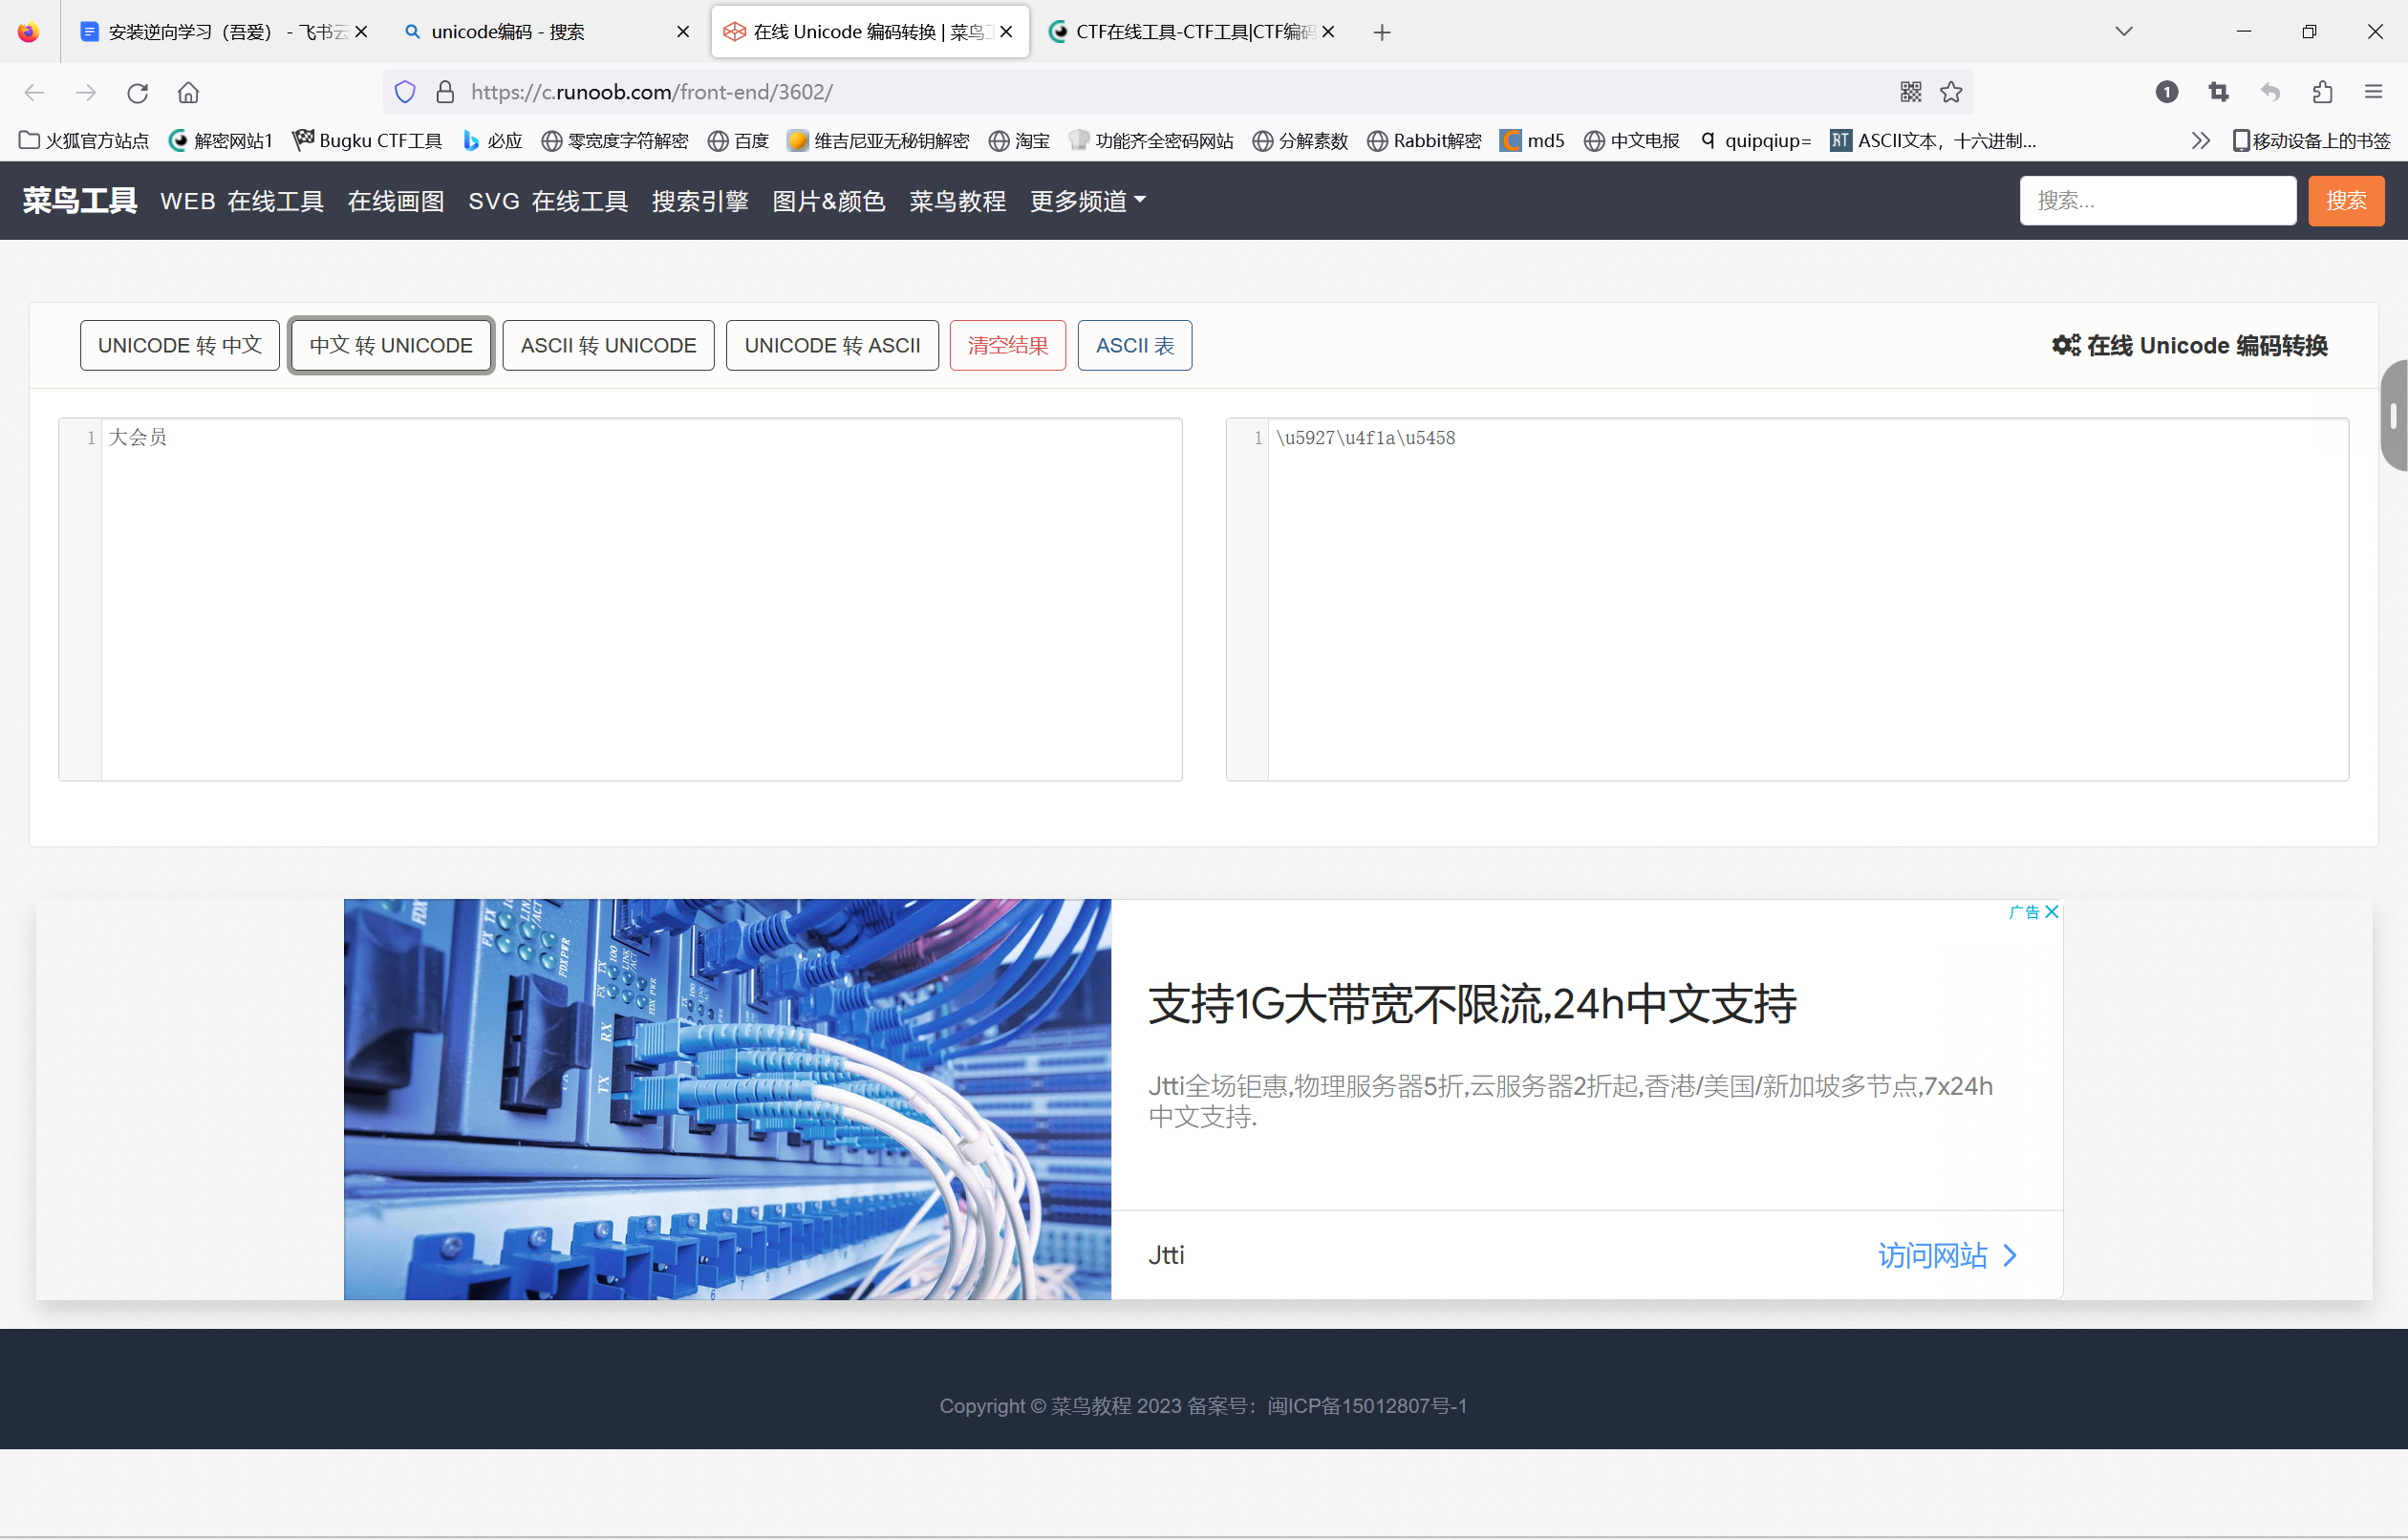 安装逆向学习（吾爱） - 飞书云
unicode编码 - 搜索
在线 Unicode 编码转换 | 菜鸟工
CTF在线工具-CTF工具|CTF编码
https://c.runoob.com/front-end/3602/
1
火狐官方站点
解密网站1
Bugku CTF工具
必应
零宽度字符解密
百度
维吉尼亚无秘钥解密
淘宝
功能齐全密码网站
分解素数
Rabbit解密
md5
中文电报
quipqiup=
ASCII文本，十六进制...
移动设备上的书签
菜鸟工具 WEB 在线工具 在线画图 SVG 在线工具 搜索引擎 图片&颜色 菜鸟教程 更多频道
搜索...
搜索
UNICODE 转 中文
中文 转 UNICODE
ASCII 转 UNICODE
UNICODE 转 ASCII
清空结果
ASCII 表
在线 Unicode 编码转换
1 大会员
1 \u5927\u4f1a\u5458
广告
支持1G大带宽不限流,24h中文支持
Jtti全场钜惠,物理服务器5折,云服务器2折起,香港/美国/新加坡多节点,7x24h
中文支持.
Jtti
访问网站
Copyright © 菜鸟教程 2023 备案号：闽ICP备15012807号-1